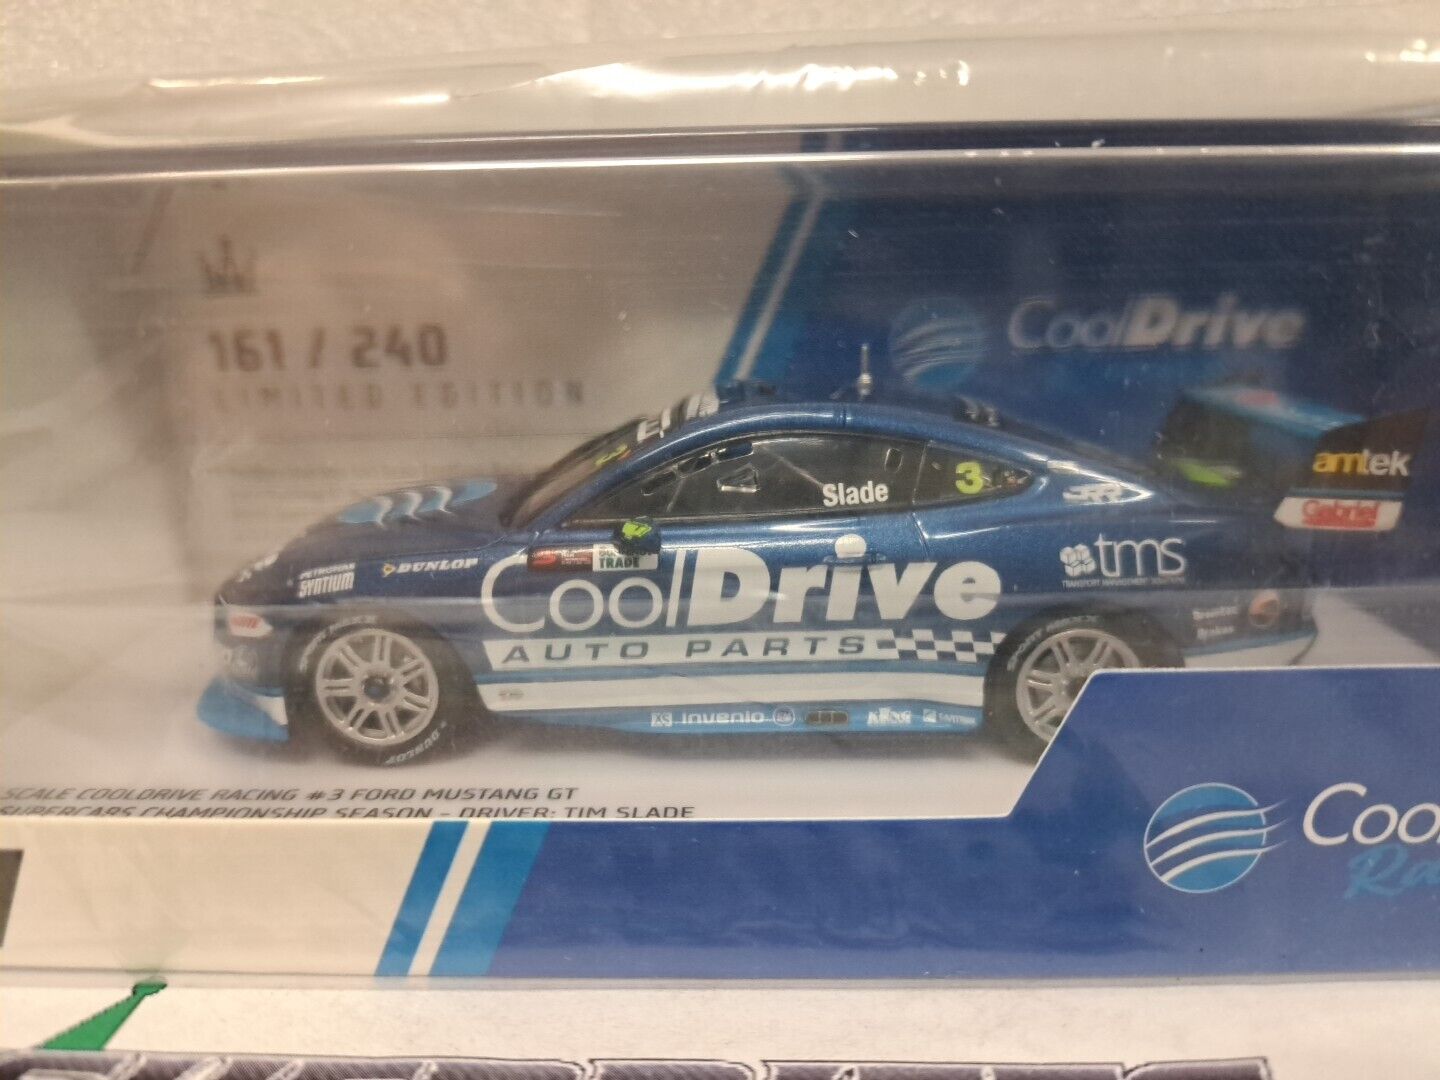 161 / 240
LIMITED EDITION
CoolDrive
amtek
Gabriel
3
Slade
tms
TRANSPORT MANAGEMENT SOLUTIONS
PETRONAS
SYNTIUM
DUNLOP
TRADE
CoolDrive
AUTO PARTS
invenio
DUNLOP
SCALE COOLDRIVE RACING #3 FORD MUSTANG GT
SUPERCARS CHAMPIONSHIP SEASON - DRIVER: TIM SLADE